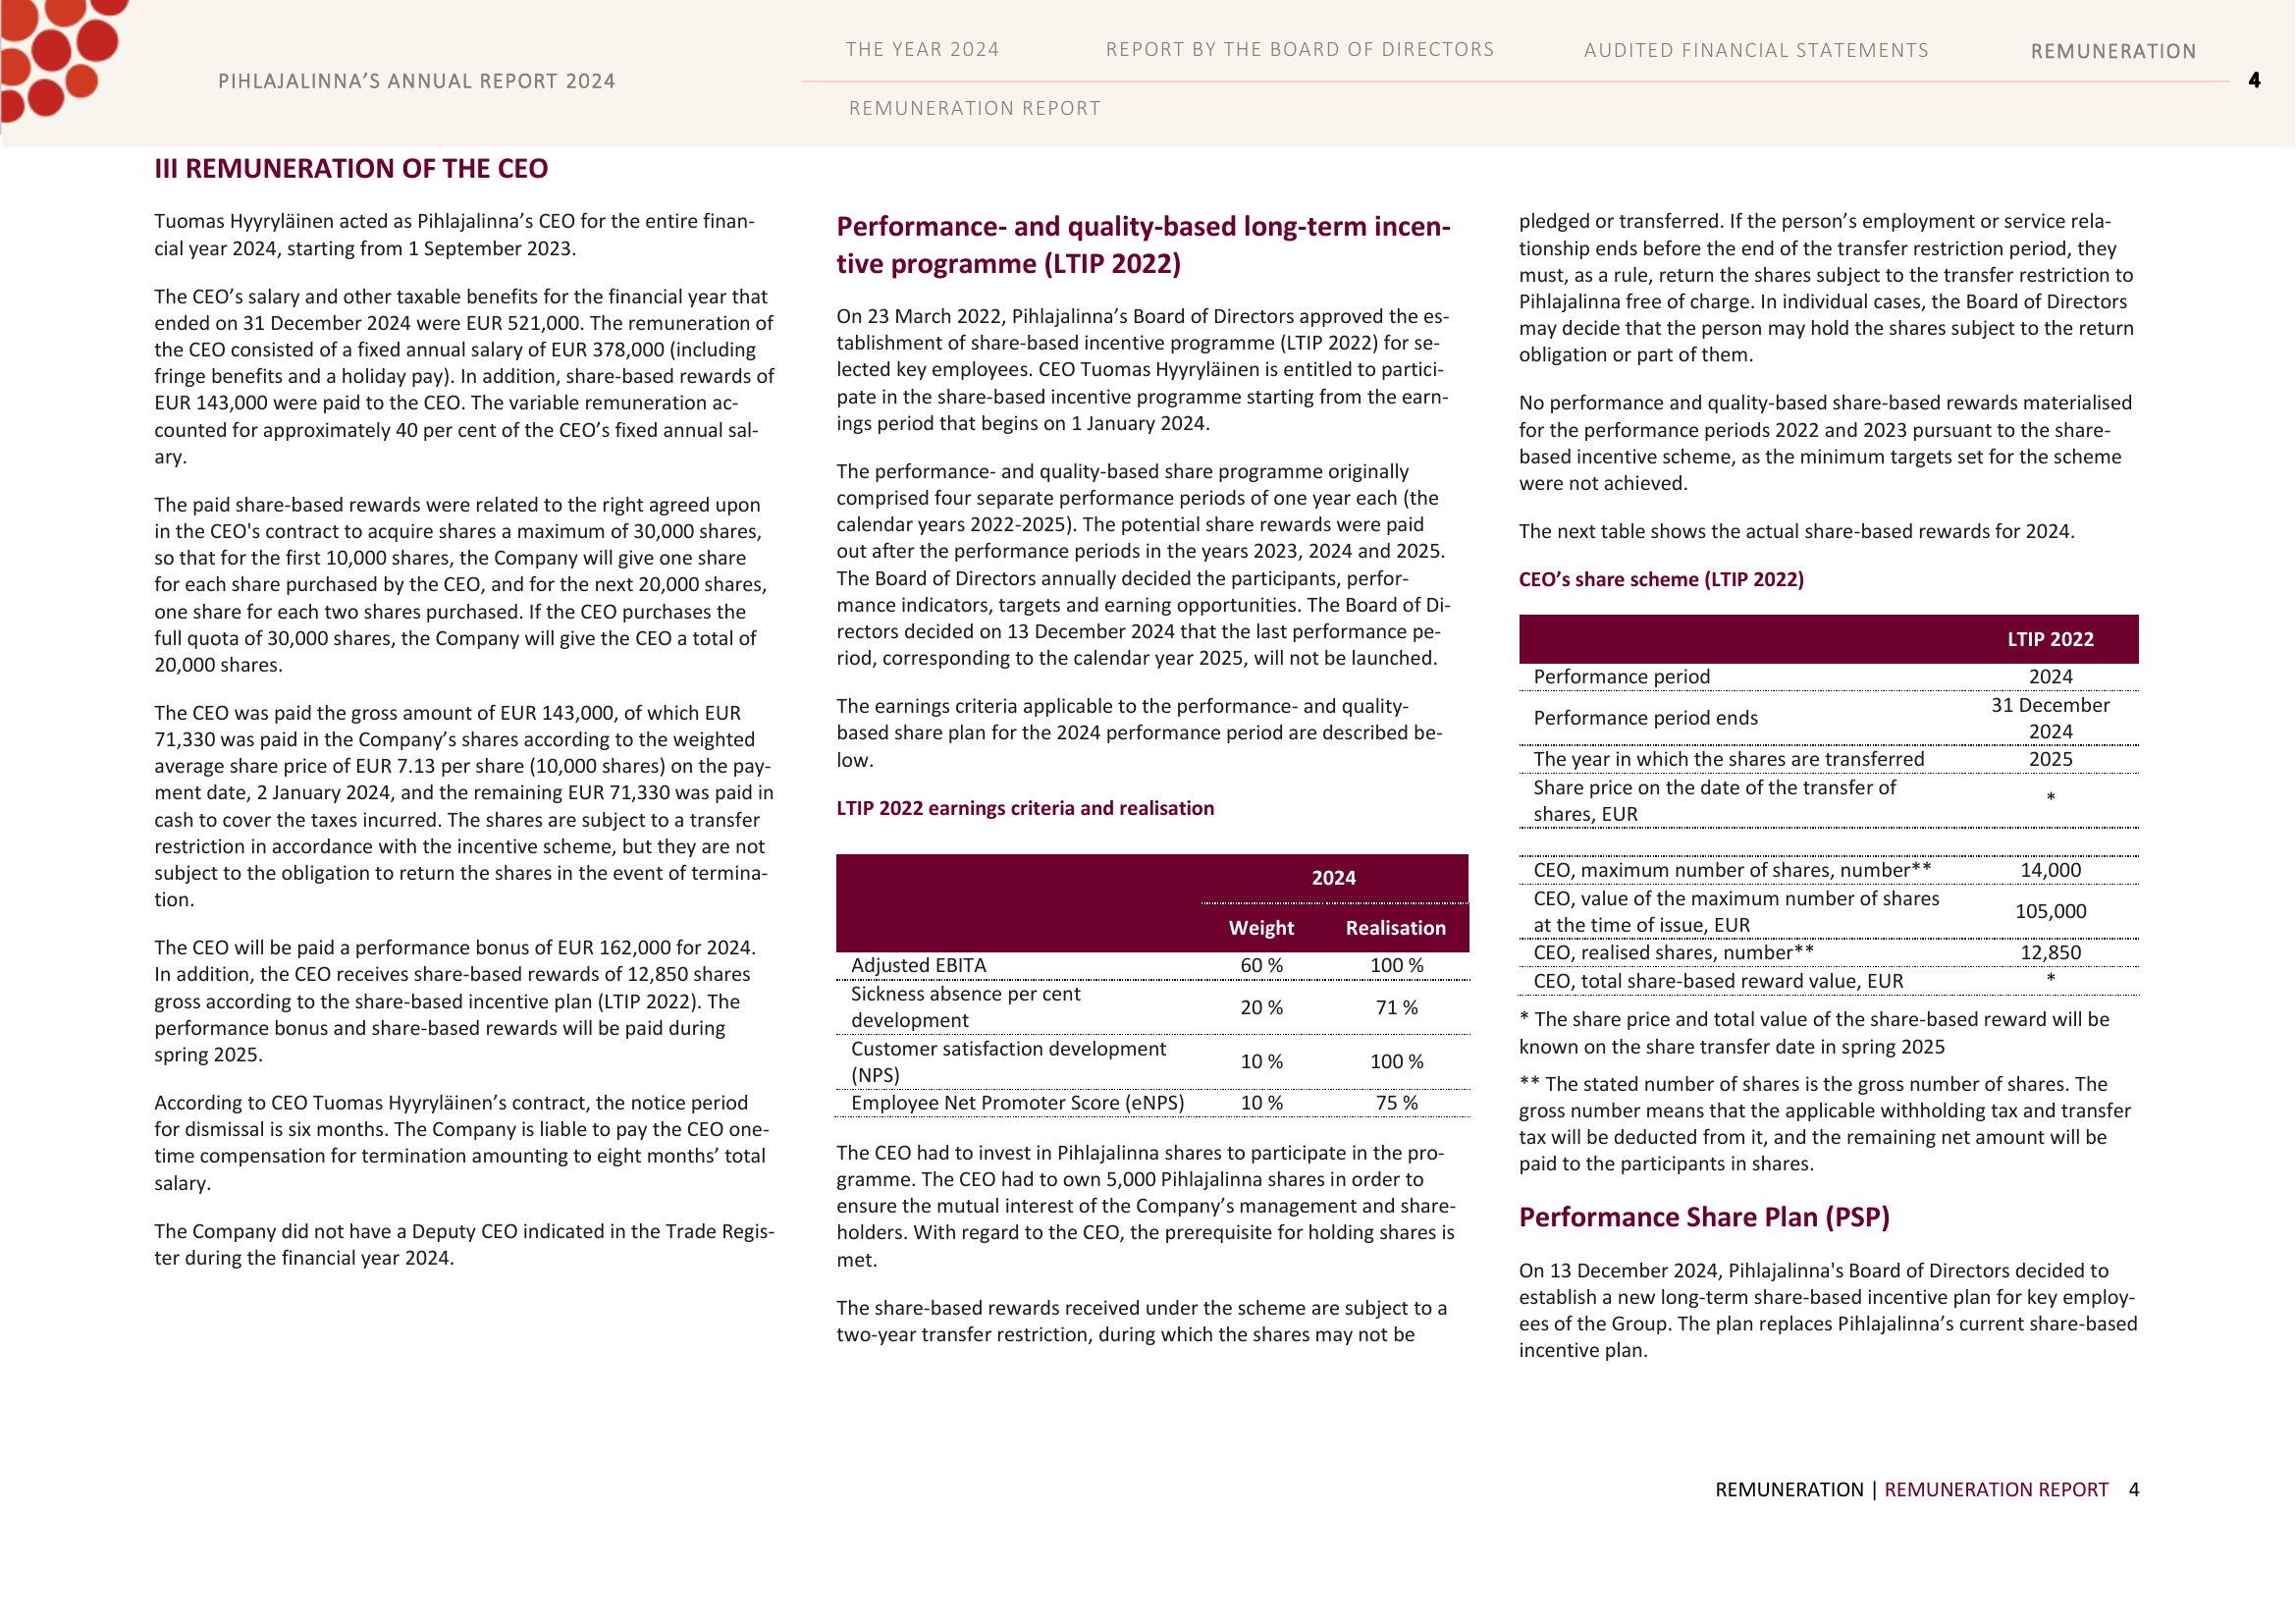 PIHLAJALINNA’S ANNUAL REPORT 2024
THE YEAR 2024
REPORT BY THE BOARD OF DIRECTORS
AUDITED FINANCIAL STATEMENTS
REMUNERATION
4
REMUNERATION REPORT
III REMUNERATION OF THE CEO
Tuomas Hyyryläinen acted as Pihlajalinna’s CEO for the entire finan-
cial year 2024, starting from 1 September 2023.
The CEO’s salary and other taxable benefits for the financial year that
ended on 31 December 2024 were EUR 521,000. The remuneration of
the CEO consisted of a fixed annual salary of EUR 378,000 (including
fringe benefits and a holiday pay). In addition, share-based rewards of
EUR 143,000 were paid to the CEO. The variable remuneration ac-
counted for approximately 40 per cent of the CEO’s fixed annual sal-
ary.
The paid share-based rewards were related to the right agreed upon
in the CEO's contract to acquire shares a maximum of 30,000 shares,
so that for the first 10,000 shares, the Company will give one share
for each share purchased by the CEO, and for the next 20,000 shares,
one share for each two shares purchased. If the CEO purchases the
full quota of 30,000 shares, the Company will give the CEO a total of
20,000 shares.
The CEO was paid the gross amount of EUR 143,000, of which EUR
71,330 was paid in the Company’s shares according to the weighted
average share price of EUR 7.13 per share (10,000 shares) on the pay-
ment date, 2 January 2024, and the remaining EUR 71,330 was paid in
cash to cover the taxes incurred. The shares are subject to a transfer
restriction in accordance with the incentive scheme, but they are not
subject to the obligation to return the shares in the event of termina-
tion.
The CEO will be paid a performance bonus of EUR 162,000 for 2024.
In addition, the CEO receives share-based rewards of 12,850 shares
gross according to the share-based incentive plan (LTIP 2022). The
performance bonus and share-based rewards will be paid during
spring 2025.
According to CEO Tuomas Hyyryläinen’s contract, the notice period
for dismissal is six months. The Company is liable to pay the CEO one-
time compensation for termination amounting to eight months’ total
salary.
The Company did not have a Deputy CEO indicated in the Trade Regis-
ter during the financial year 2024.
Performance- and quality-based long-term incen-
tive programme (LTIP 2022)
On 23 March 2022, Pihlajalinna’s Board of Directors approved the es-
tablishment of share-based incentive programme (LTIP 2022) for se-
lected key employees. CEO Tuomas Hyyryläinen is entitled to partici-
pate in the share-based incentive programme starting from the earn-
ings period that begins on 1 January 2024.
The performance- and quality-based share programme originally
comprised four separate performance periods of one year each (the
calendar years 2022-2025). The potential share rewards were paid
out after the performance periods in the years 2023, 2024 and 2025.
The Board of Directors annually decided the participants, perfor-
mance indicators, targets and earning opportunities. The Board of Di-
rectors decided on 13 December 2024 that the last performance pe-
riod, corresponding to the calendar year 2025, will not be launched.
The earnings criteria applicable to the performance- and quality-
based share plan for the 2024 performance period are described be-
low.
LTIP 2022 earnings criteria and realisation
2024
Weight Realisation
Adjusted EBITA 60 % 100 %
Sickness absence per cent
development 20 % 71 %
Customer satisfaction development
(NPS) 10 % 100 %
Employee Net Promoter Score (eNPS) 10 % 75 %
The CEO had to invest in Pihlajalinna shares to participate in the pro-
gramme. The CEO had to own 5,000 Pihlajalinna shares in order to
ensure the mutual interest of the Company’s management and share-
holders. With regard to the CEO, the prerequisite for holding shares is
met.
The share-based rewards received under the scheme are subject to a
two-year transfer restriction, during which the shares may not be
pledged or transferred. If the person’s employment or service rela-
tionship ends before the end of the transfer restriction period, they
must, as a rule, return the shares subject to the transfer restriction to
Pihlajalinna free of charge. In individual cases, the Board of Directors
may decide that the person may hold the shares subject to the return
obligation or part of them.
No performance and quality-based share-based rewards materialised
for the performance periods 2022 and 2023 pursuant to the share-
based incentive scheme, as the minimum targets set for the scheme
were not achieved.
The next table shows the actual share-based rewards for 2024.
CEO’s share scheme (LTIP 2022)
LTIP 2022
Performance period 2024
Performance period ends 31 December
2024
The year in which the shares are transferred 2025
Share price on the date of the transfer of
shares, EUR *
CEO, maximum number of shares, number** 14,000
CEO, value of the maximum number of shares
at the time of issue, EUR 105,000
CEO, realised shares, number** 12,850
CEO, total share-based reward value, EUR *
* The share price and total value of the share-based reward will be
known on the share transfer date in spring 2025
** The stated number of shares is the gross number of shares. The
gross number means that the applicable withholding tax and transfer
tax will be deducted from it, and the remaining net amount will be
paid to the participants in shares.
Performance Share Plan (PSP)
On 13 December 2024, Pihlajalinna's Board of Directors decided to
establish a new long-term share-based incentive plan for key employ-
ees of the Group. The plan replaces Pihlajalinna’s current share-based
incentive plan.
REMUNERATION | REMUNERATION REPORT 4